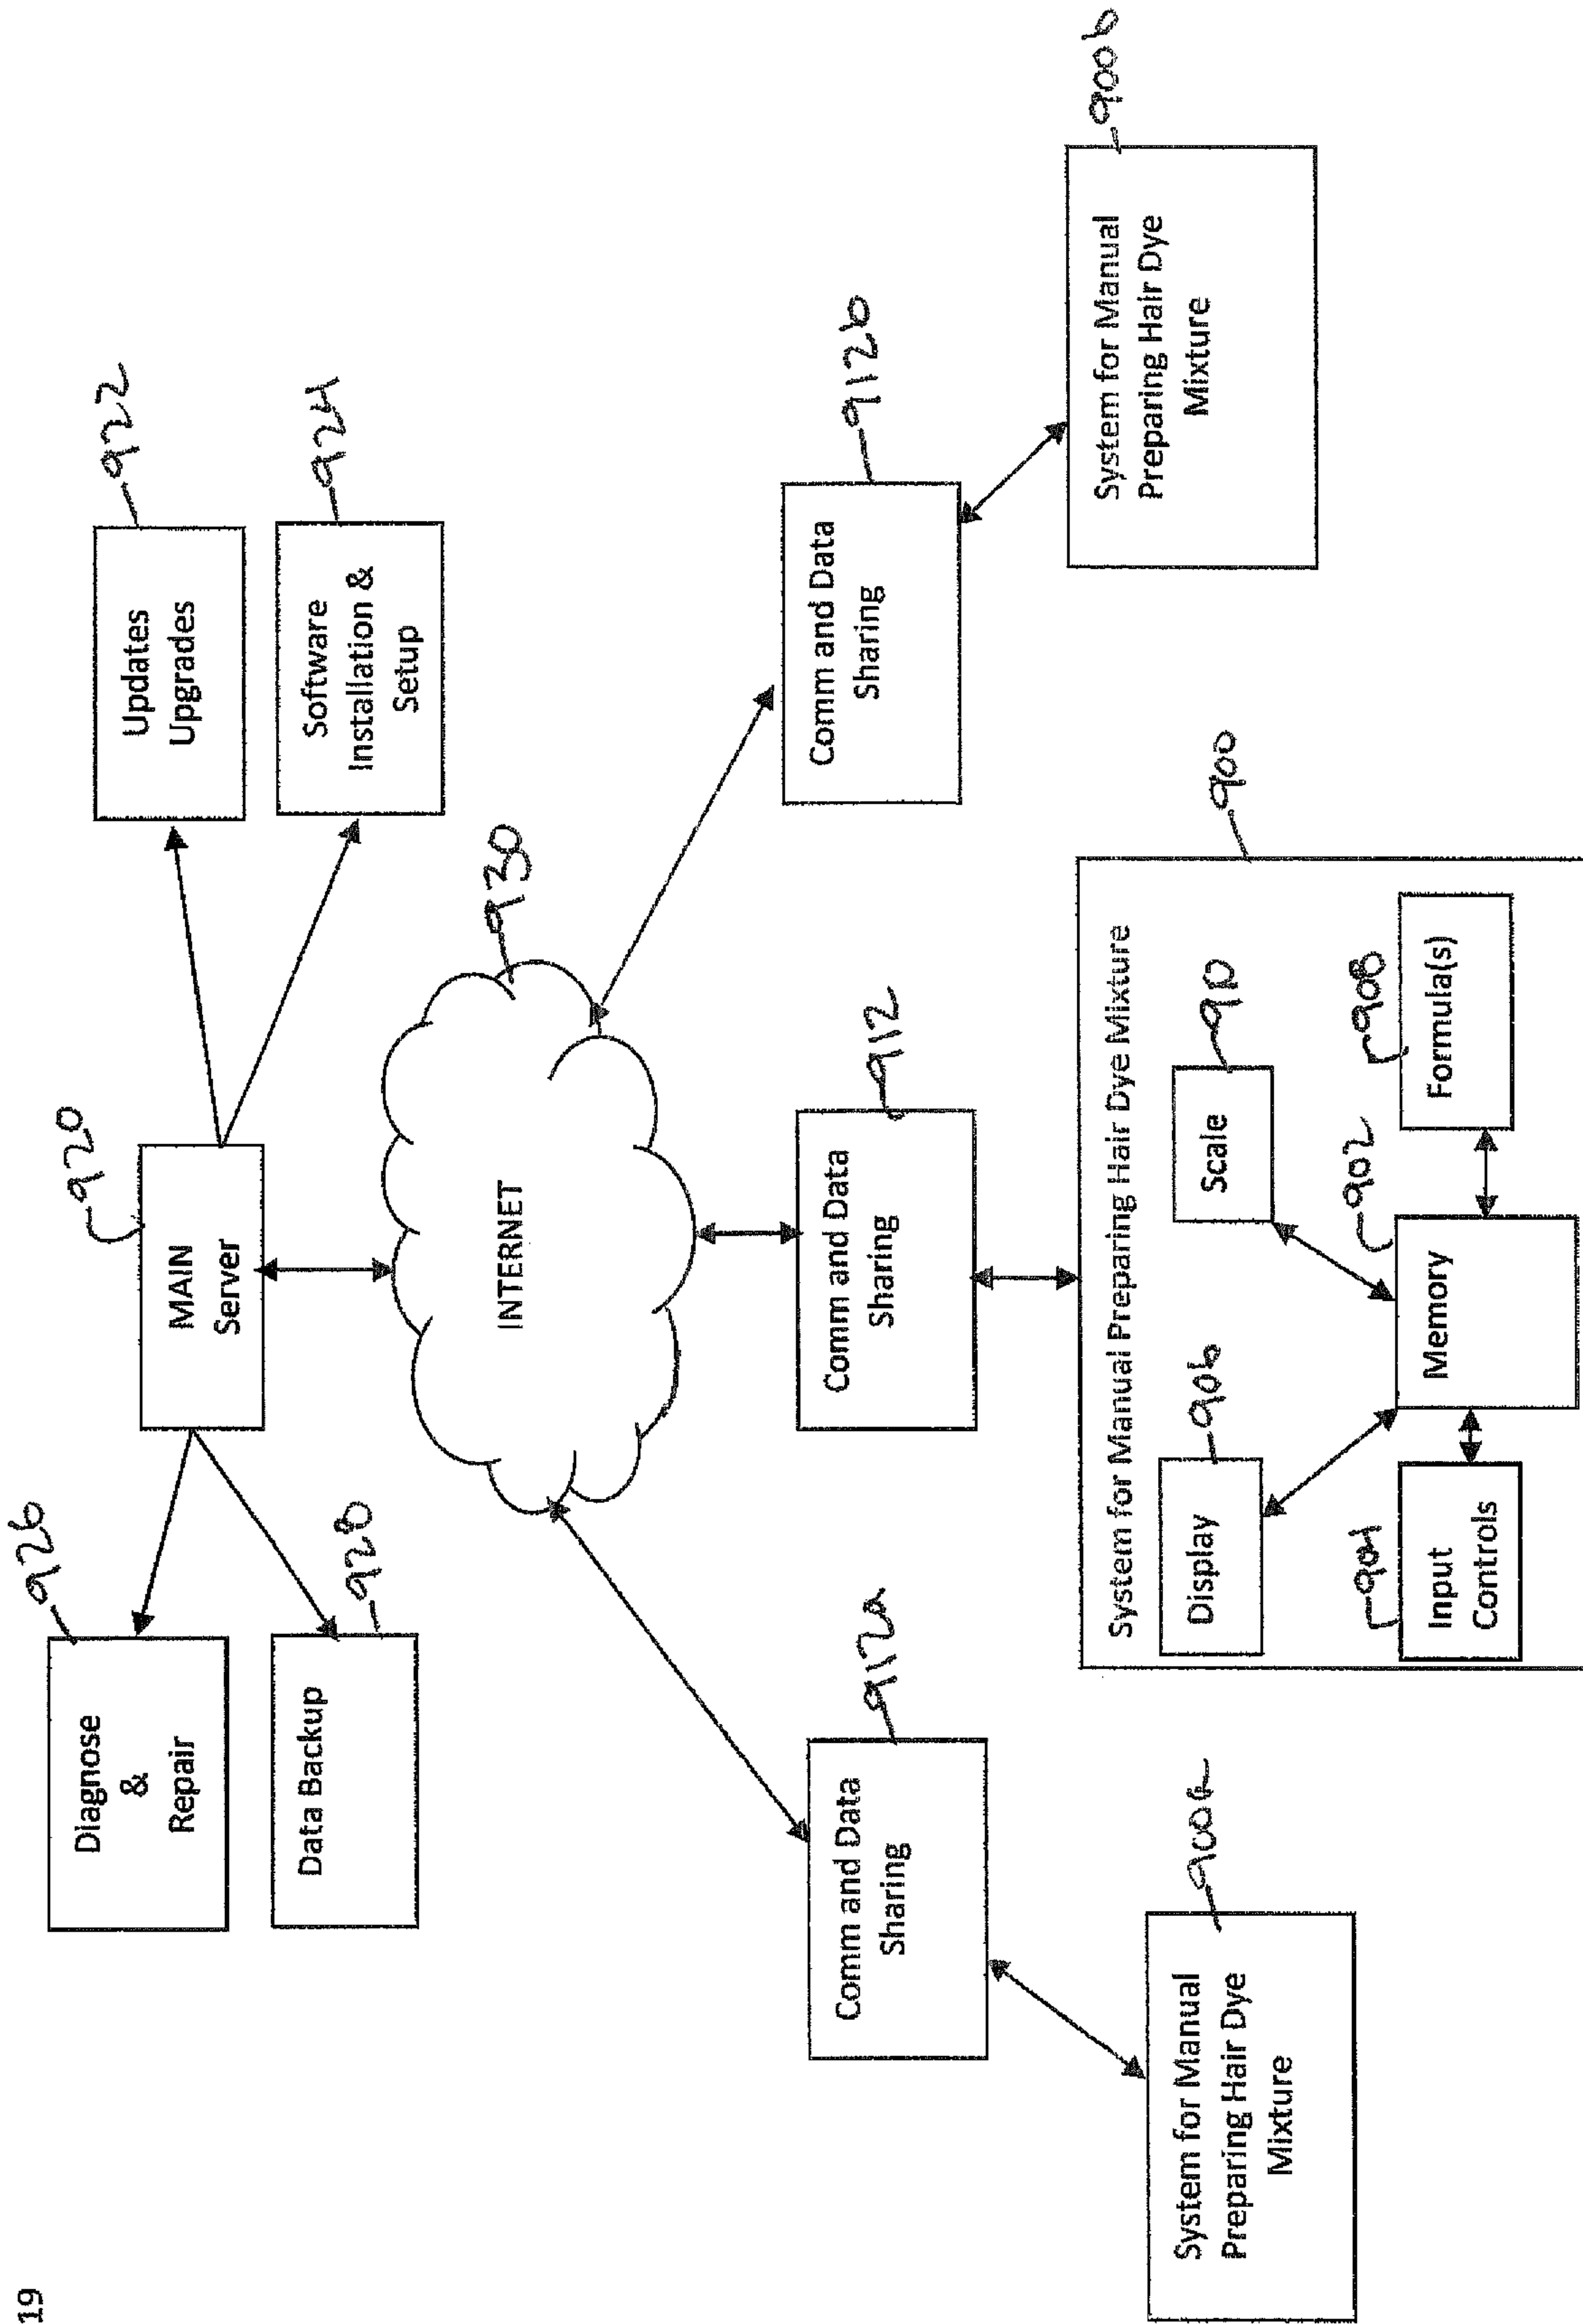 19
926
Diagnose
&
Repair
928
Data Backup
920
MAIN
Server
922
Updates
Upgrades
924
Software
Installation &
Setup
930
INTERNET
912a
Comm and Data
Sharing
912
Comm and Data
Sharing
912b
Comm and Data
Sharing
900a
System for Manual
Preparing Hair Dye
Mixture
900
System for Manual Preparing Hair Dye Mixture
906
Display
910
Scale
904
Input
Controls
902
Memory
908
Formula(s)
900b
System for Manual
Preparing Hair Dye
Mixture